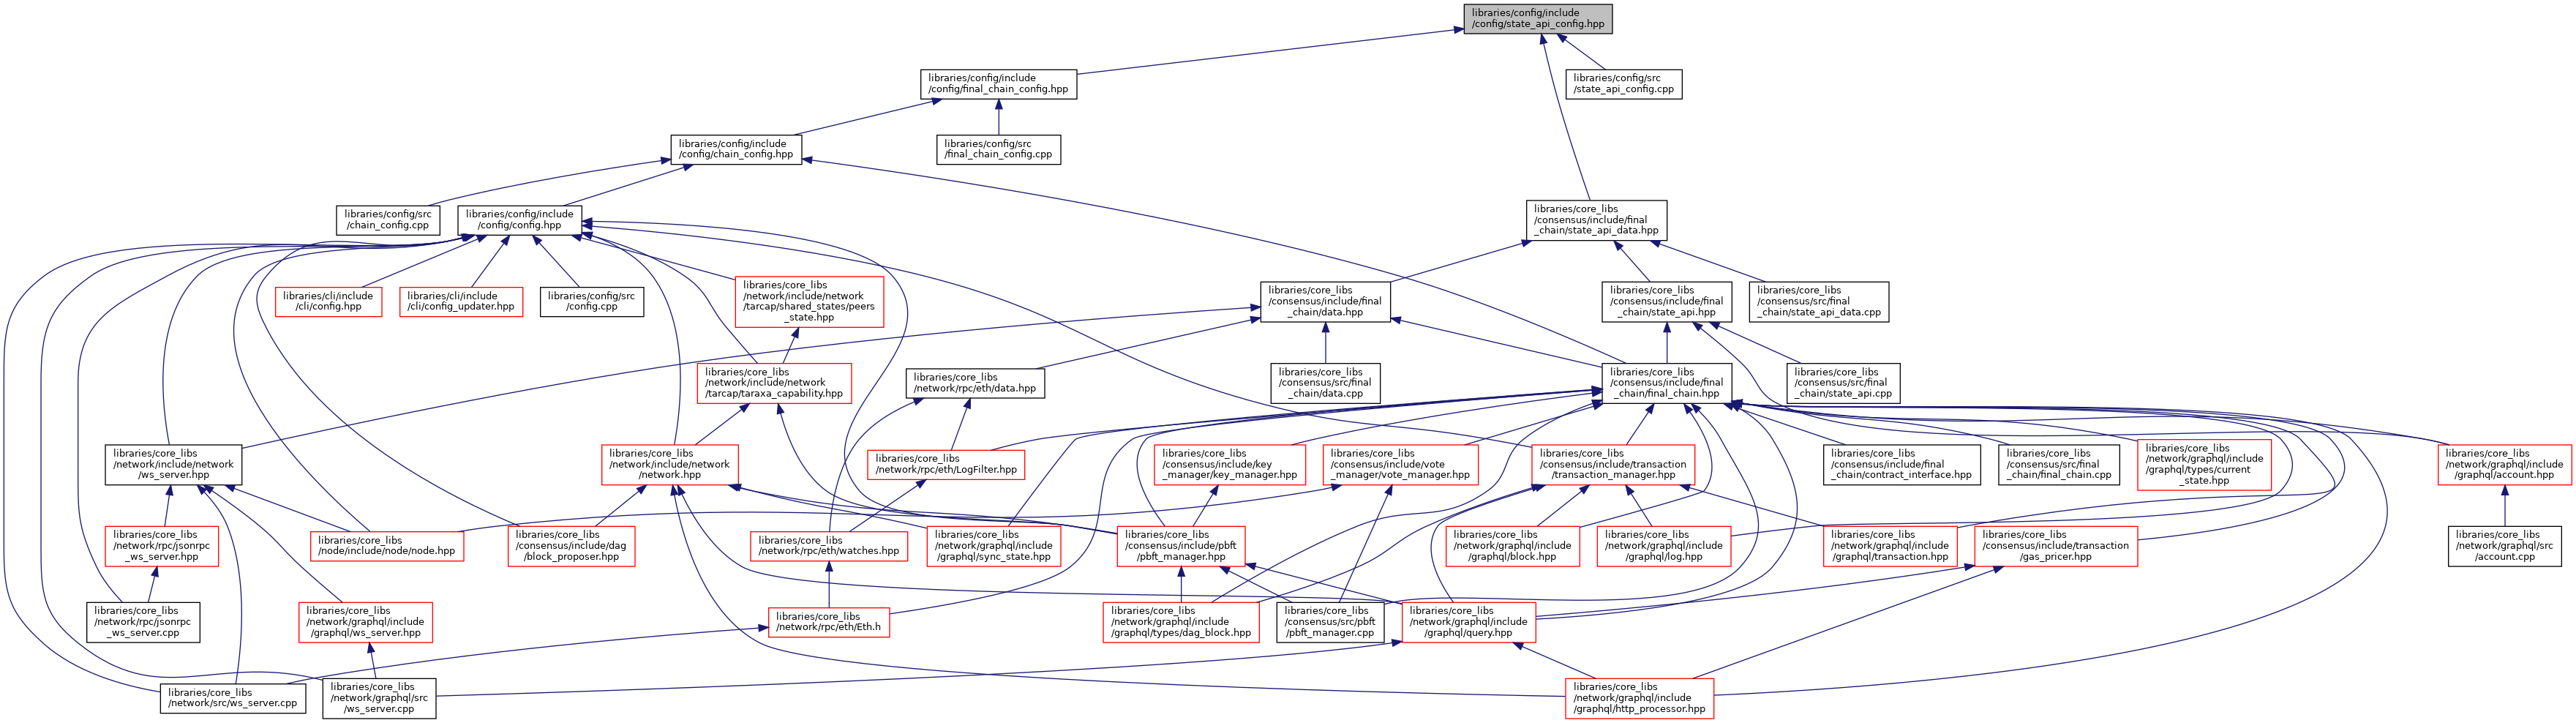 libraries/config/include
/config/state_api_config.hpp
libraries/config/include
/config/final_chain_config.hpp
libraries/config/src
/state_api_config.cpp
libraries/config/include
/config/chain_config.hpp
libraries/config/src
/final_chain_config.cpp
libraries/config/src
/chain_config.cpp
libraries/config/include
/config/config.hpp
libraries/core_libs
/consensus/include/final
_chain/state_api_data.hpp
libraries/cli/include
/cli/config.hpp
libraries/cli/include
/cli/config_updater.hpp
libraries/config/src
/config.cpp
libraries/core_libs
/network/include/network
/tarcap/shared_states/peers
_state.hpp
libraries/core_libs
/consensus/include/final
_chain/data.hpp
libraries/core_libs
/consensus/include/final
_chain/state_api.hpp
libraries/core_libs
/consensus/src/final
_chain/state_api_data.cpp
libraries/core_libs
/network/include/network
/tarcap/taraxa_capability.hpp
libraries/core_libs
/network/rpc/eth/data.hpp
libraries/core_libs
/consensus/src/final
_chain/data.cpp
libraries/core_libs
/consensus/include/final
_chain/final_chain.hpp
libraries/core_libs
/consensus/src/final
_chain/state_api.cpp
libraries/core_libs
/network/include/network
/ws_server.hpp
libraries/core_libs
/network/include/network
/network.hpp
libraries/core_libs
/network/rpc/eth/LogFilter.hpp
libraries/core_libs
/consensus/include/key
_manager/key_manager.hpp
libraries/core_libs
/consensus/include/vote
_manager/vote_manager.hpp
libraries/core_libs
/consensus/include/transaction
/transaction_manager.hpp
libraries/core_libs
/consensus/include/final
_chain/contract_interface.hpp
libraries/core_libs
/consensus/src/final
_chain/final_chain.cpp
libraries/core_libs
/network/graphql/include
/graphql/types/current
_state.hpp
libraries/core_libs
/network/graphql/include
/graphql/account.hpp
libraries/core_libs
/network/rpc/jsonrpc
_ws_server.hpp
libraries/core_libs
/node/include/node/node.hpp
libraries/core_libs
/consensus/include/dag
/block_proposer.hpp
libraries/core_libs
/network/rpc/eth/watches.hpp
libraries/core_libs
/network/graphql/include
/graphql/sync_state.hpp
libraries/core_libs
/consensus/include/pbft
/pbft_manager.hpp
libraries/core_libs
/network/graphql/include
/graphql/block.hpp
libraries/core_libs
/network/graphql/include
/graphql/log.hpp
libraries/core_libs
/network/graphql/include
/graphql/transaction.hpp
libraries/core_libs
/consensus/include/transaction
/gas_pricer.hpp
libraries/core_libs
/network/graphql/src
/account.cpp
libraries/core_libs
/network/rpc/jsonrpc
_ws_server.cpp
libraries/core_libs
/network/graphql/include
/graphql/ws_server.hpp
libraries/core_libs
/network/rpc/eth/Eth.h
libraries/core_libs
/network/graphql/include
/graphql/types/dag_block.hpp
libraries/core_libs
/consensus/src/pbft
/pbft_manager.cpp
libraries/core_libs
/network/graphql/include
/graphql/query.hpp
libraries/core_libs
/network/src/ws_server.cpp
libraries/core_libs
/network/graphql/src
/ws_server.cpp
libraries/core_libs
/network/graphql/include
/graphql/http_processor.hpp